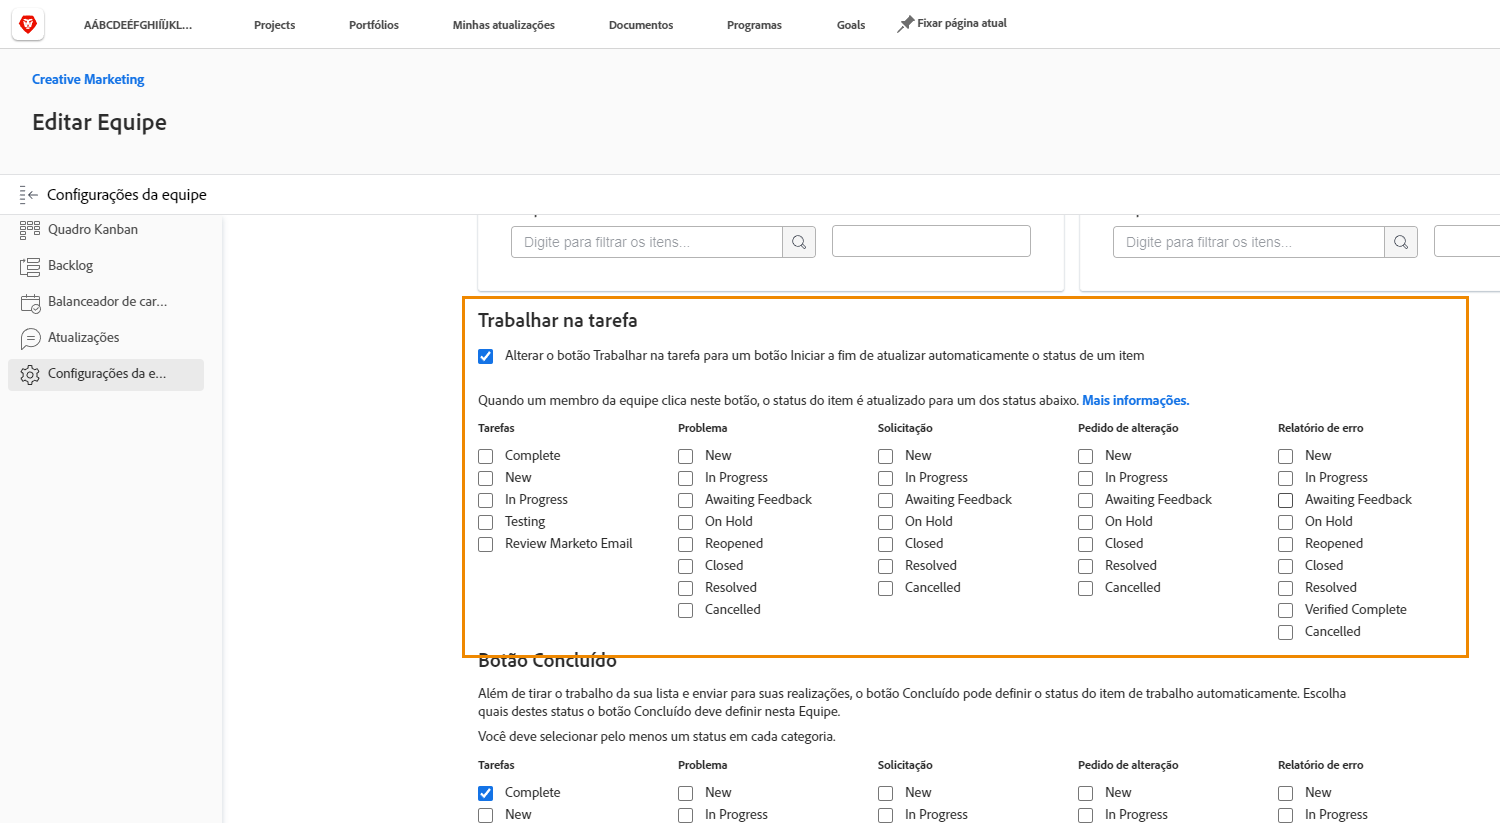 AÁBCDEÉFGHIÍÏJKL...
Projects
Portfólios
Minhas atualizações
Documentos
Programas
Goals
Fixar página atual
Creative Marketing
Editar Equipe
Configurações da equipe
Quadro Kanban
Backlog
Balanceador de car...
Atualizações
Configurações da e...
Digite para filtrar os itens...
Digite para filtrar os itens...
Trabalhar na tarefa
Alterar o botão Trabalhar na tarefa para um botão Iniciar a fim de atualizar automaticamente o status de um item
Quando um membro da equipe clica neste botão, o status do item é atualizado para um dos status abaixo. Mais informações.
Tarefas
Complete
New
In Progress
Testing
Review Marketo Email
Problema
New
In Progress
Awaiting Feedback
On Hold
Reopened
Closed
Resolved
Cancelled
Solicitação
New
In Progress
Awaiting Feedback
On Hold
Closed
Resolved
Cancelled
Pedido de alteração
New
In Progress
Awaiting Feedback
On Hold
Closed
Resolved
Cancelled
Relatório de erro
New
In Progress
Awaiting Feedback
On Hold
Reopened
Closed
Resolved
Verified Complete
Cancelled
Botão Concluído
Além de tirar o trabalho da sua lista e enviar para suas realizações, o botão Concluído pode definir o status do item de trabalho automaticamente. Escolha
quais destes status o botão Concluído deve definir nesta Equipe.
Você deve selecionar pelo menos um status em cada categoria.
Tarefas
Complete
New
Problema
New
In Progress
Solicitação
New
In Progress
Pedido de alteração
New
In Progress
Relatório de erro
New
In Progress